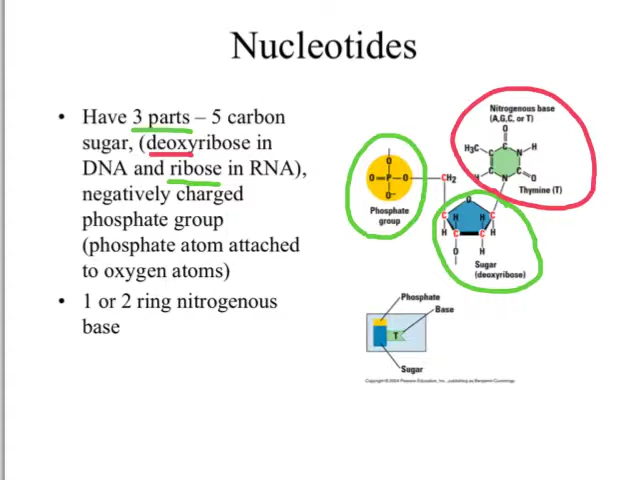 Nucleotides
• Have 3 parts – 5 carbon
sugar, (deoxyribose in
DNA and ribose in RNA),
negatively charged
phosphate group
(phosphate atom attached
to oxygen atoms)
• 1 or 2 ring nitrogenous
base
Nitrogenous base
(A,G,C, or T)
O
H3C
C
N
H
C
C
H
N
C
O
Thymine (T)
O
O
P
O
CH2
O–
Phosphate
group
O
C
H
H
C
H
C
H
C
H
O
H
Sugar
(deoxyribose)
Phosphate
Base
T
Sugar
Copyright ©2004 Pearson Education, Inc., publishing as Benjamin Cummings